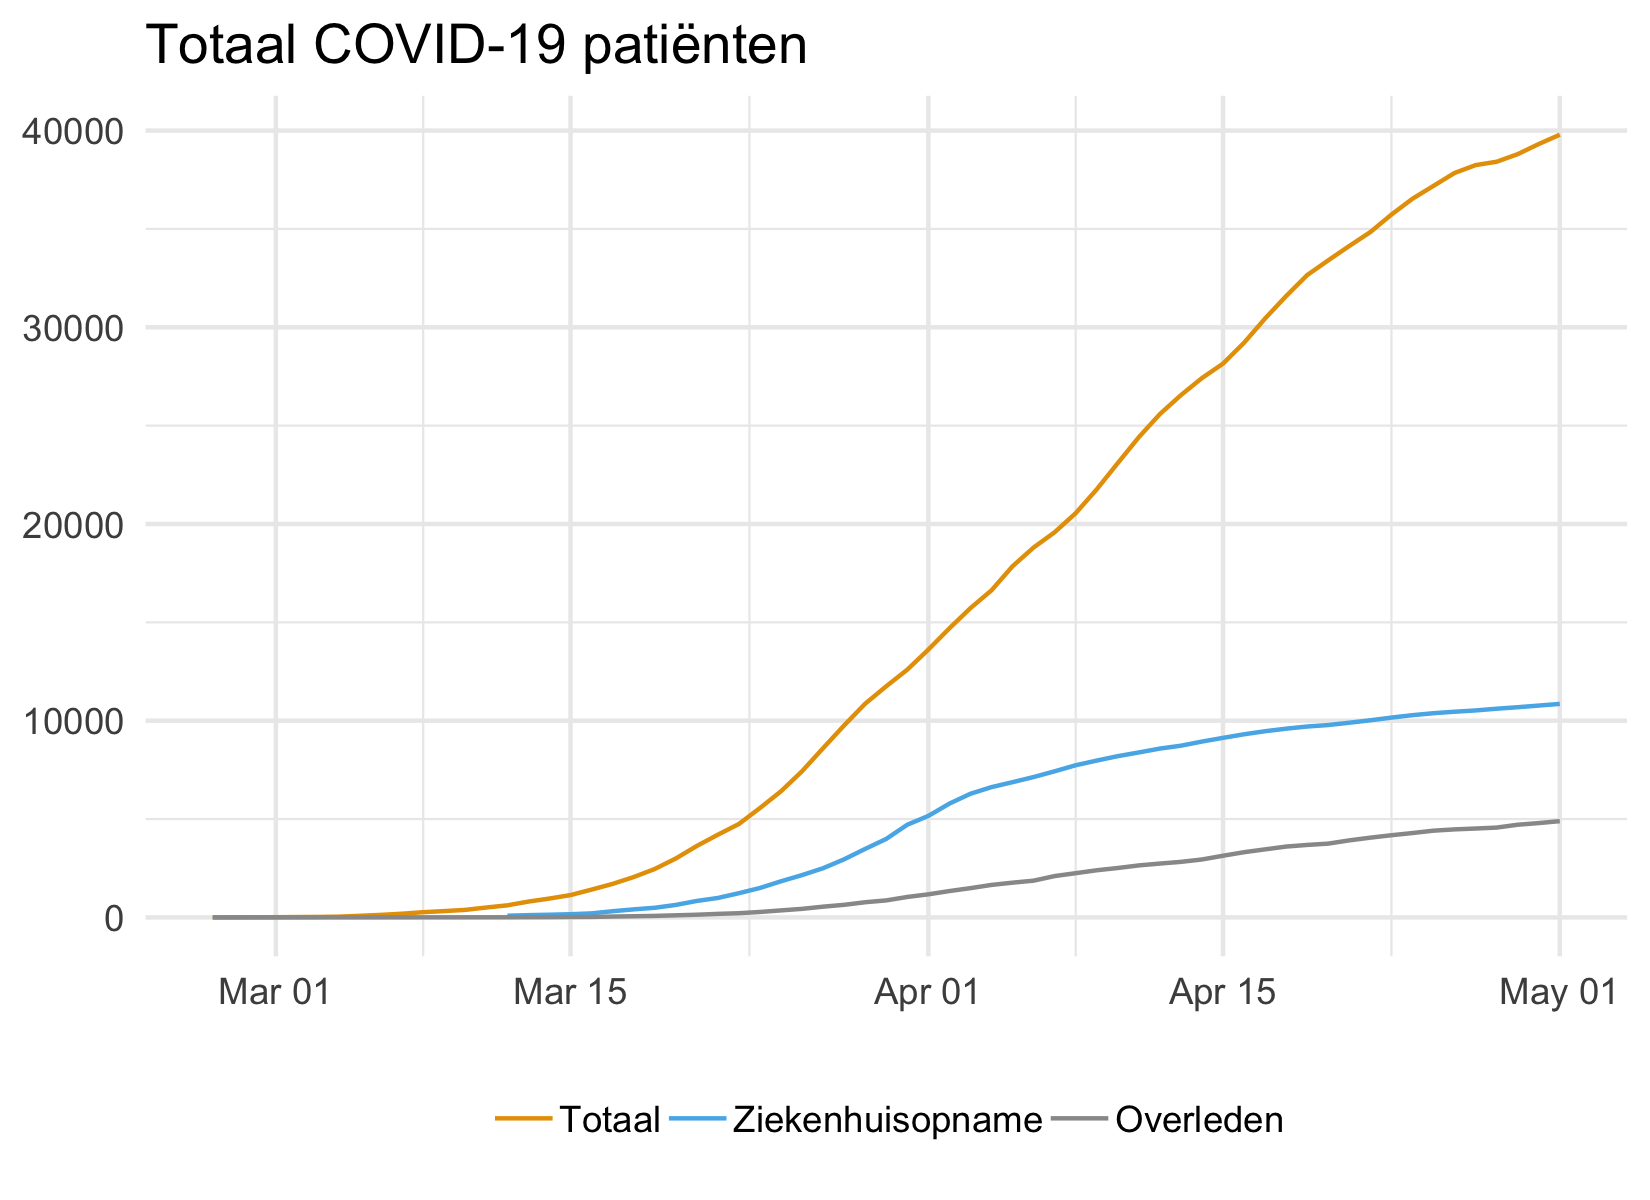 Totaal COVID-19 patiënten
40000
30000
20000
10000
0
Mar 01 Mar 15 Apr 01 Apr 15 May 01
Totaal Ziekenhuisopname Overleden